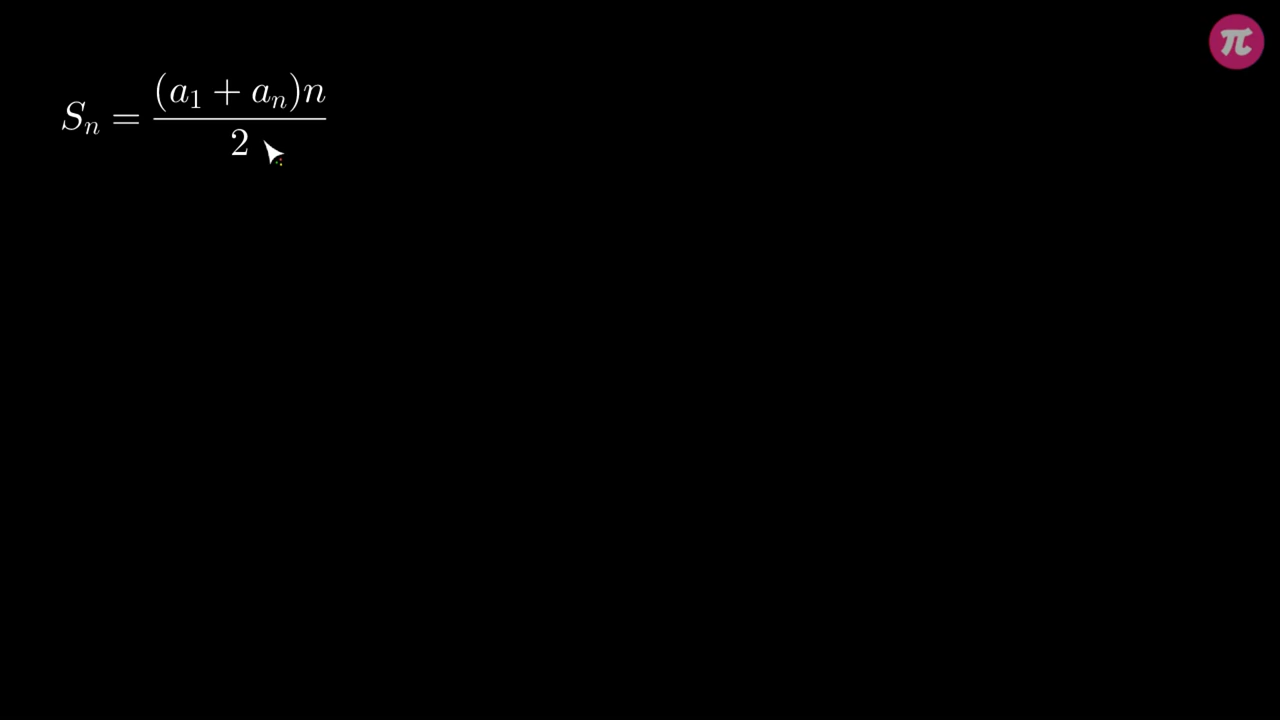 $S_n = \frac{(a_1 + a_n)n}{2}$
π